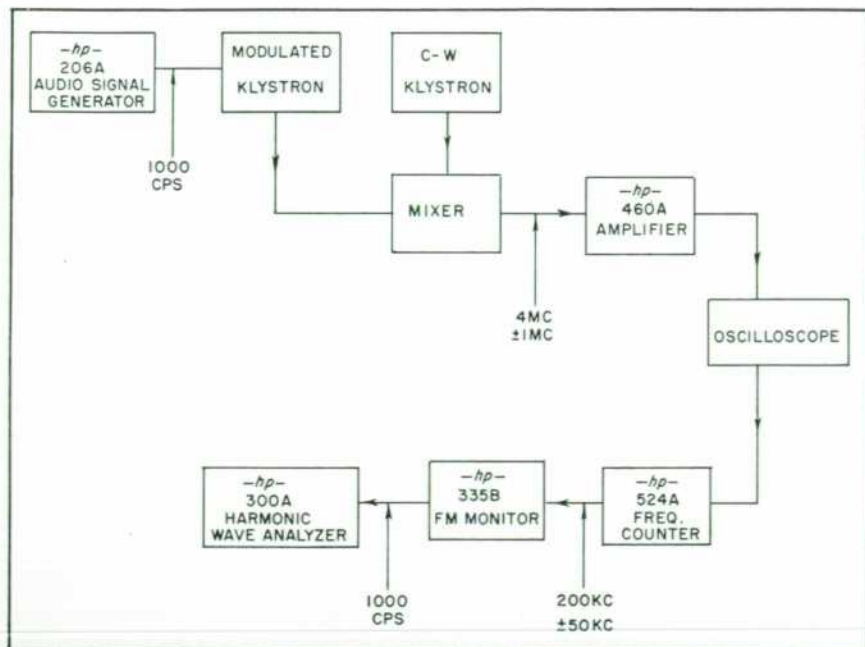 -hp-
206A
AUDIO SIGNAL
GENERATOR
MODULATED
KLYSTRON
C-W
KLYSTRON
1000
CPS
MIXER
-hp-
460A
AMPLIFIER
4MC
±1MC
OSCILLOSCOPE
-hp-
300A
HARMONIC
WAVE ANALYZER
-hp-
335B
FM MONITOR
-hp-
524A
FREQ.
COUNTER
1000
CPS
200KC
±50KC